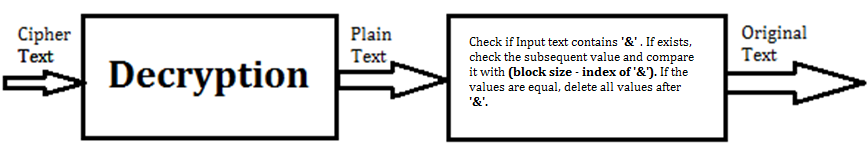 Cipher
Text
Decryption
Plain
Text
Check if Input text contains '&' . If exists,
check the subsequent value and compare
it with (block size - index of '&'). If the
values are equal, delete all values after
'&'.
Original
Text